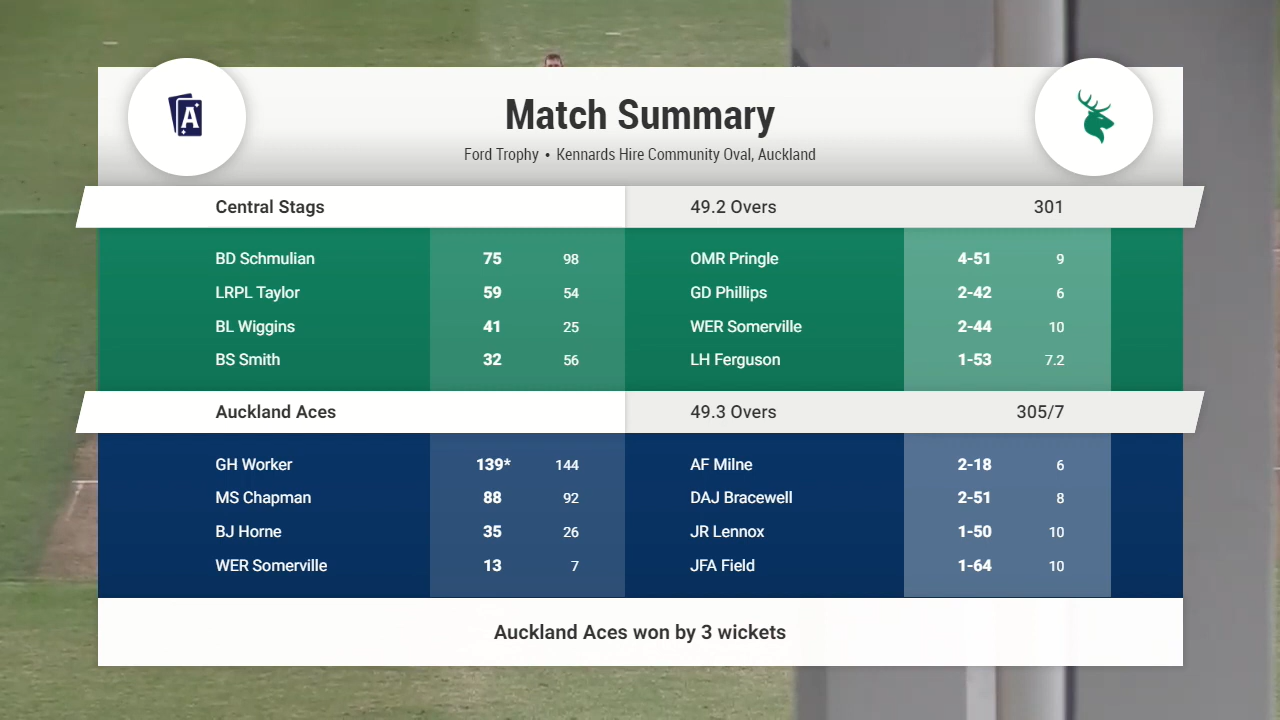 A
Match Summary
Ford Trophy • Kennards Hire Community Oval, Auckland
Central Stags 49.2 Overs 301
BD Schmulian 75 98 OMR Pringle 4-51 9
LRPL Taylor 59 54 GD Phillips 2-42 6
BL Wiggins 41 25 WER Somerville 2-44 10
BS Smith 32 56 LH Ferguson 1-53 7.2
Auckland Aces 49.3 Overs 305/7
GH Worker 139* 144 AF Milne 2-18 6
MS Chapman 88 92 DAJ Bracewell 2-51 8
BJ Horne 35 26 JR Lennox 1-50 10
WER Somerville 13 7 JFA Field 1-64 10
Auckland Aces won by 3 wickets